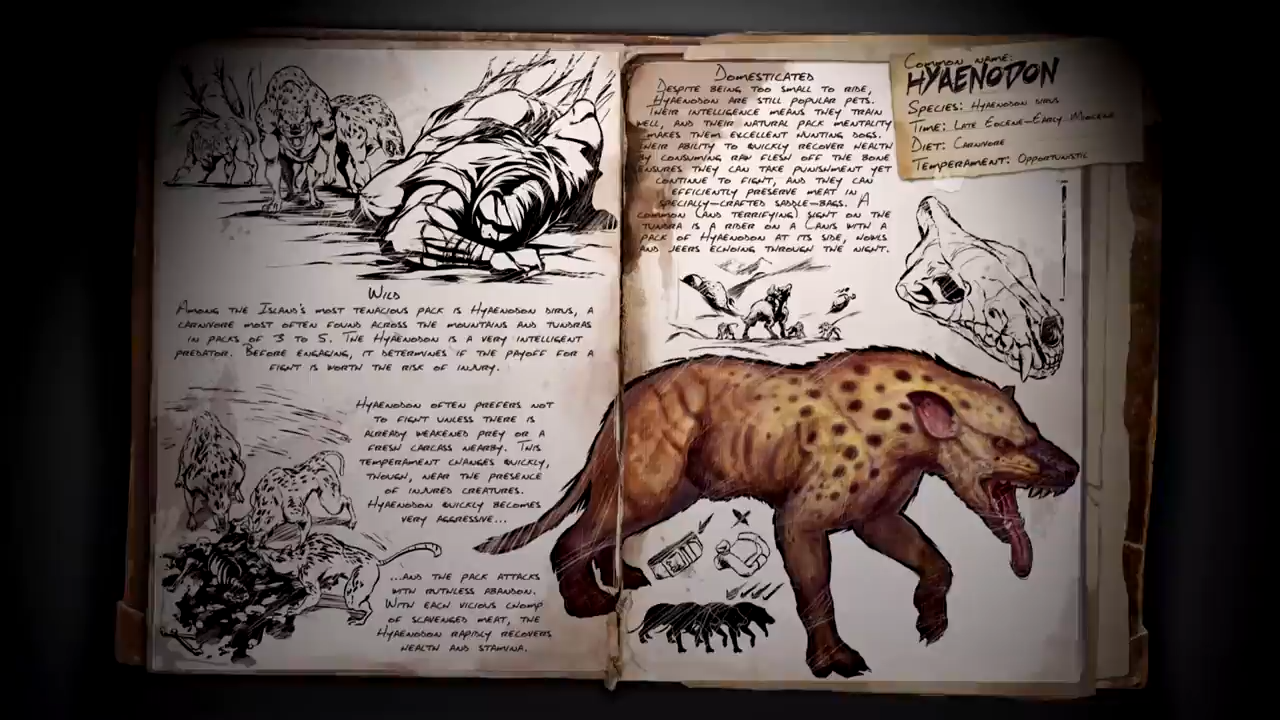 Wild
Among the Island's most tenacious pack is Hyaenodon dirus, a
carnivore most often found across the mountains and tundras
in packs of 3 to 5. The Hyaenodon is a very intelligent
predator. Before engaging, it determines if the payoff for a
fight is worth the risk of injury.
Hyaenodon often prefers not
to fight unless there is
already weakened prey or a
fresh carcass nearby. This
temperament changes quickly,
though, near the presence
of injured creatures.
Hyaenodon quickly becomes
very aggressive...
...and the pack attacks
with ruthless abandon.
With each vicious chomp
of scavenged meat, the
Hyaenodon rapidly recovers
health and stamina.
Domesticated
Despite being too small to ride,
Hyaenodon are still popular pets.
Their intelligence means they train
well, and their natural pack mentality
makes them excellent hunting dogs.
Their ability to quickly recover health
by consuming raw flesh off the bone
ensures they can take punishment yet
continue to fight, and they can
efficiently preserve meat in
specially-crafted saddle-bags. A
common (and terrifying) sight on the
tundra is a rider on a Canis with a
pack of Hyaenodon at its side, howls
and jeers echoing through the night.
Common name:
Hyaenodon
Species: Hyaenodon dirus
Time: Late Eocene-Early Miocene
Diet: Carnivore
Temperament: Opportunistic